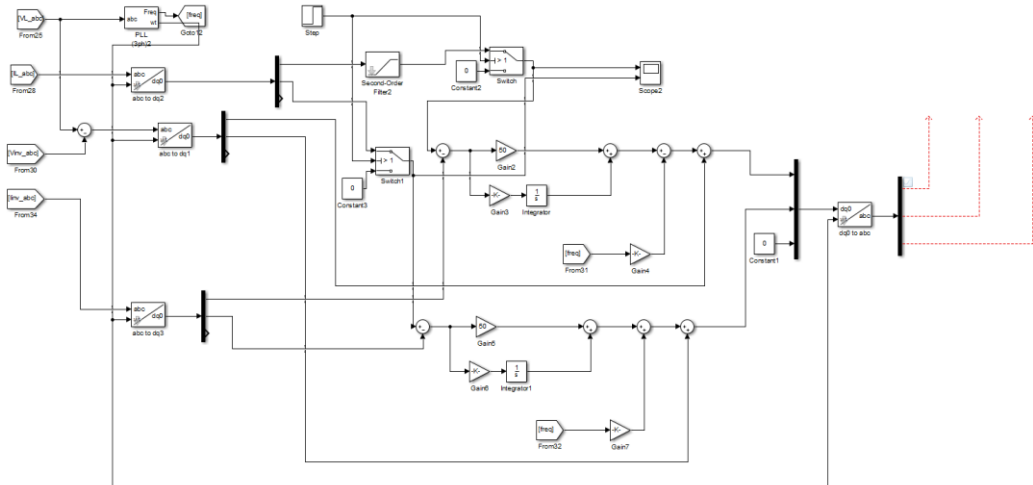 [VL_abc]
From26
abc
Freq
wt
PLL
(3ph)2
[freq]
Goto12
Step
[IL_abc]
From28
abc
dq0
abc to dq2
Second-Order
Filter2
0
Constant2
> 1
Switch
Scope2
abc
dq0
abc to dq1
[VInv_abc]
From30
> 1
Switch1
0
Constant3
60
Gain2
-K-
Gain3
1
s
Integrator
[IInv_abc]
From34
[freq]
From31
-K-
Gain4
0
Constant1
dq0
abc
dq0 to abc
abc
dq0
abc to dq3
60
Gain5
-K-
Gain6
1
s
Integrator1
[freq]
From32
-K-
Gain7